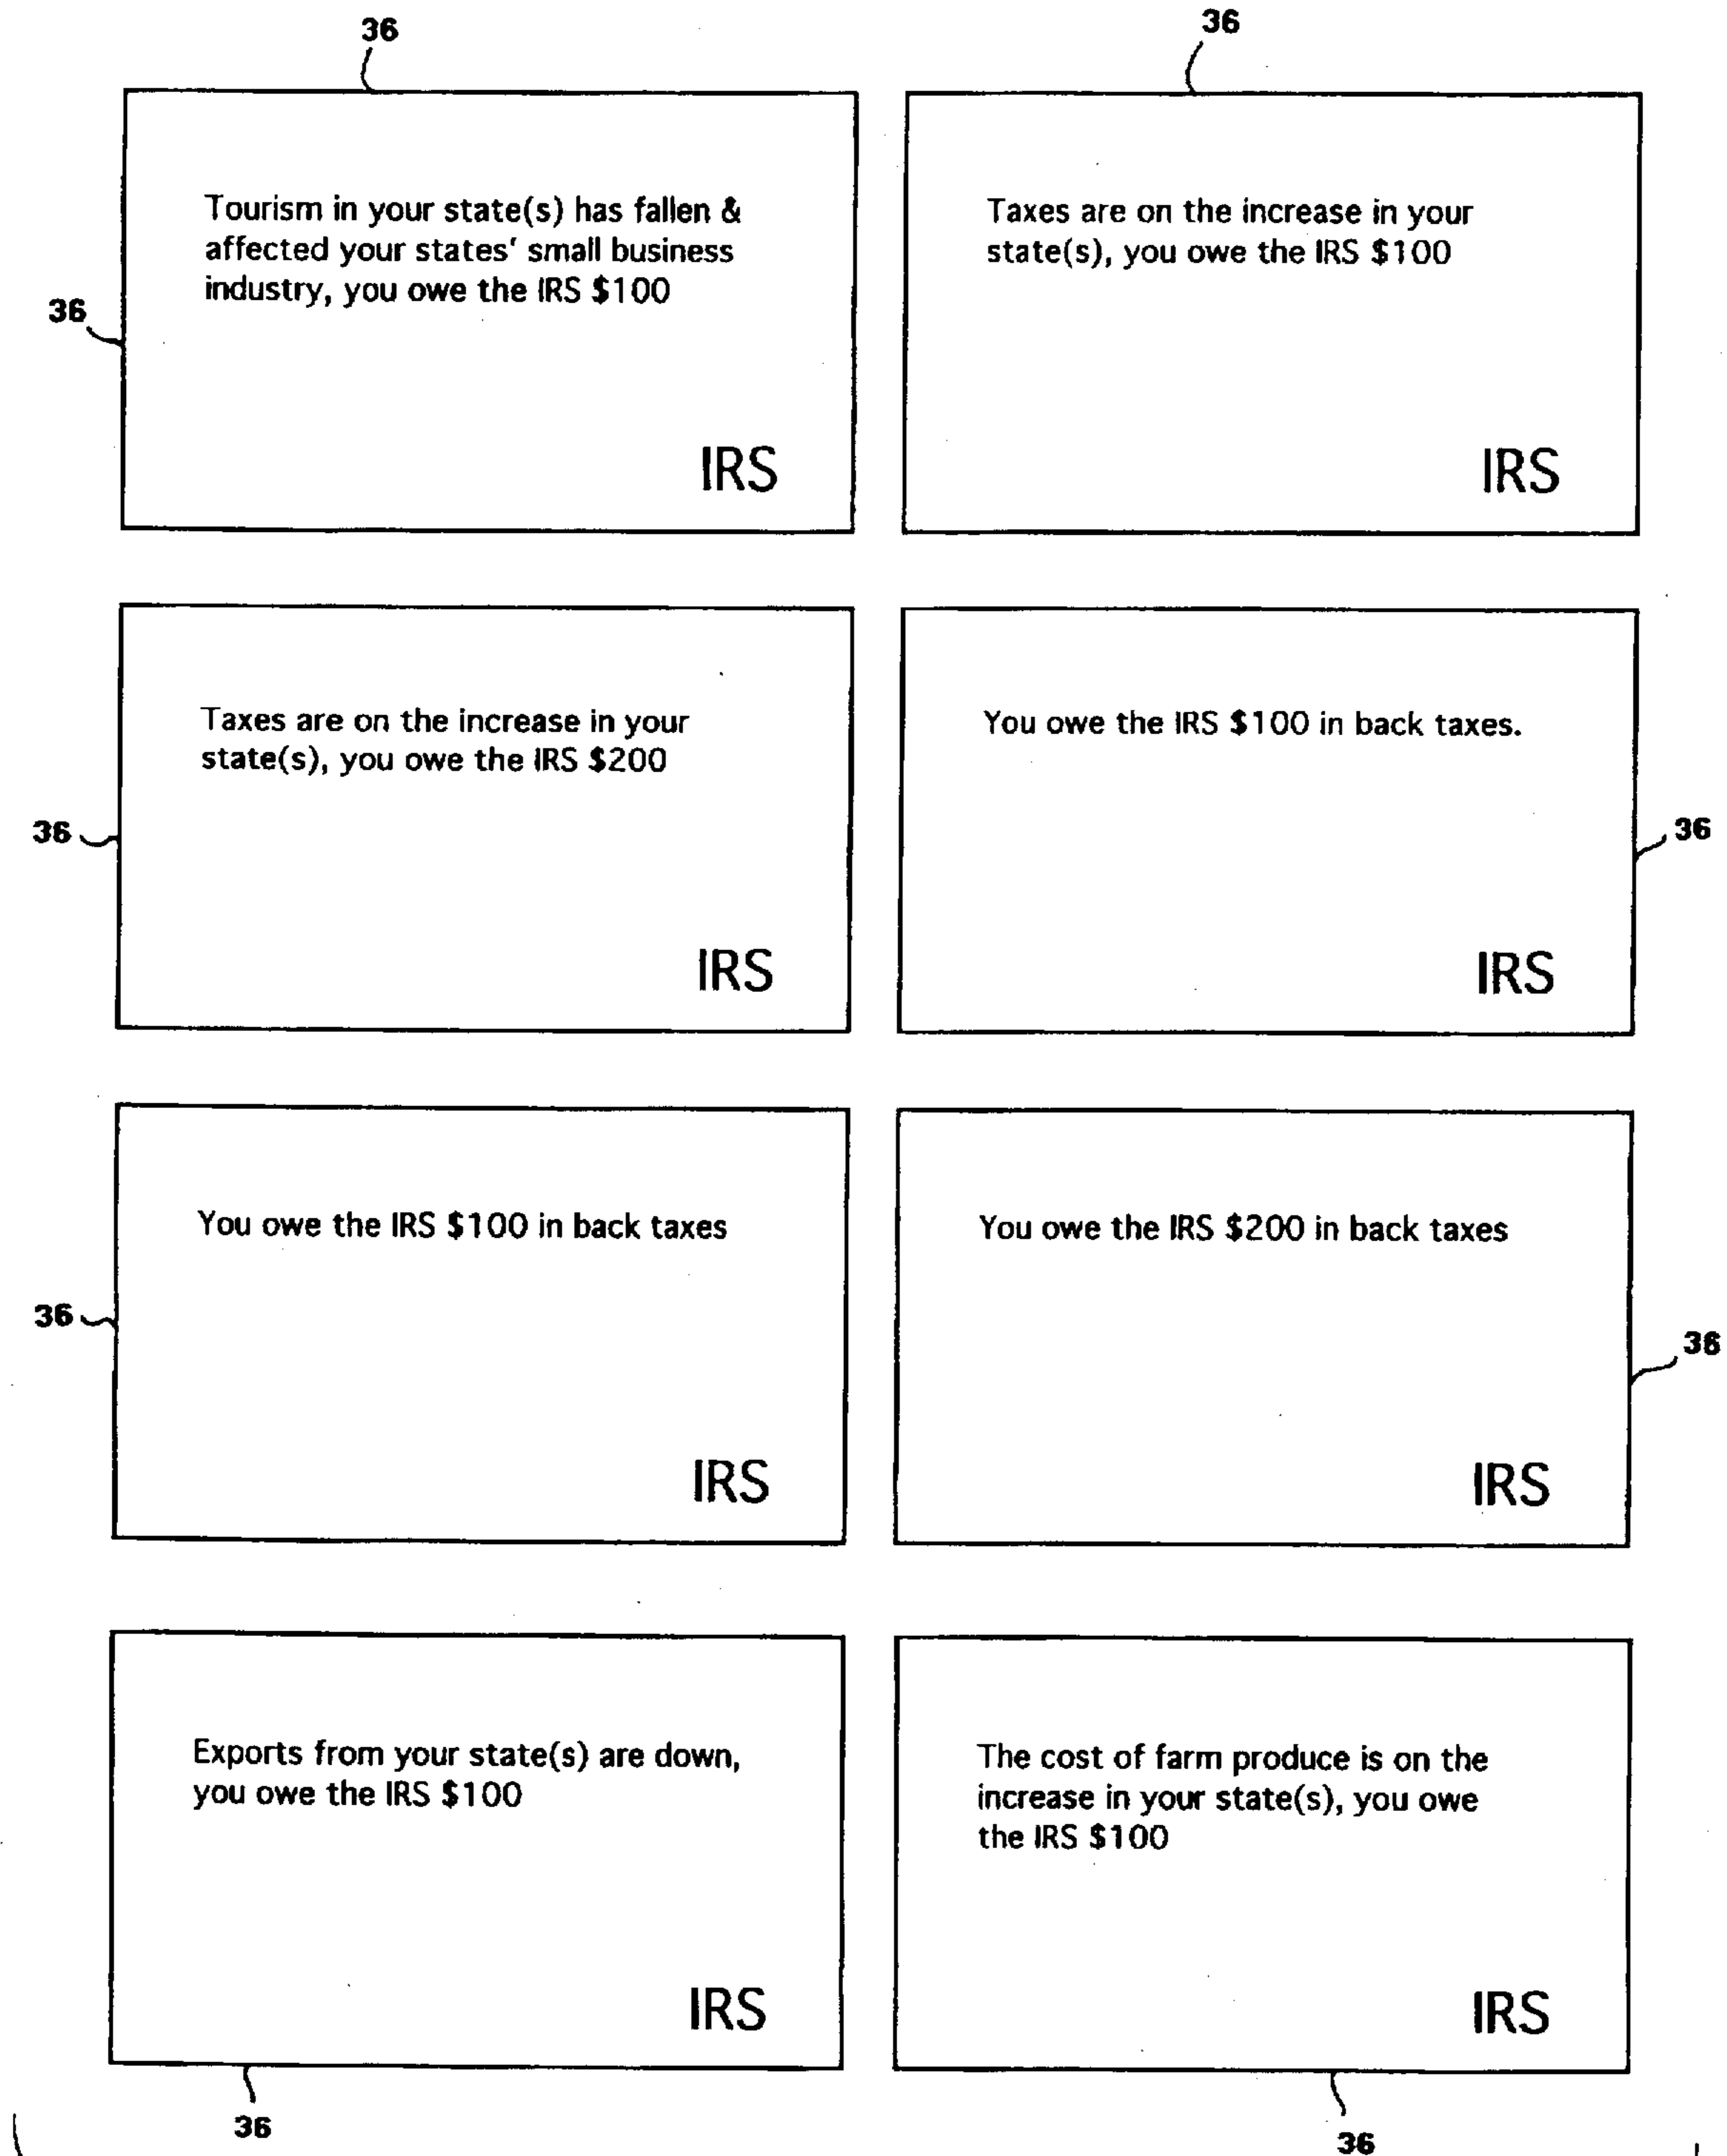 36
36
Tourism in your state(s) has fallen &
affected your states' small business
industry, you owe the IRS $100
36
IRS
Taxes are on the increase in your
state(s), you owe the IRS $100
IRS
Taxes are on the increase in your
state(s), you owe the IRS $200
36
IRS
You owe the IRS $100 in back taxes.
36
IRS
You owe the IRS $100 in back taxes
36
IRS
You owe the IRS $200 in back taxes
36
IRS
Exports from your state(s) are down,
you owe the IRS $100
IRS
36
The cost of farm produce is on the
increase in your state(s), you owe
the IRS $100
IRS
36